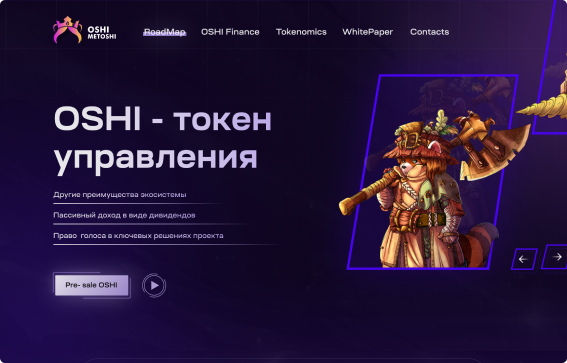 OSHI
METOSHI
RoadMap
OSHI Finance
Tokenomics
WhitePaper
Contacts
OSHI - токен
управления
Другие преимущества экосистемы
Пассивный доход в виде дивидендов
Право голоса в ключевых решениях проекта
Pre- sale OSHI